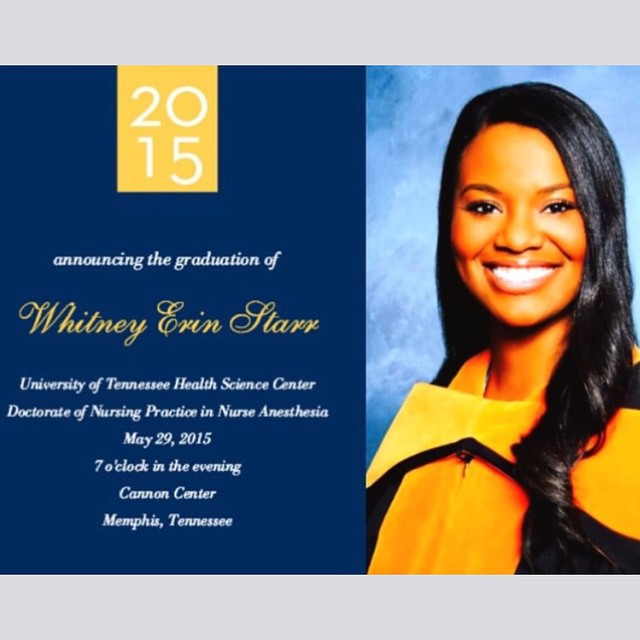 20
15
announcing the graduation of
Whitney Erin Starr
University of Tennessee Health Science Center
Doctorate of Nursing Practice in Nurse Anesthesia
May 29, 2015
7 o'clock in the evening
Cannon Center
Memphis, Tennessee